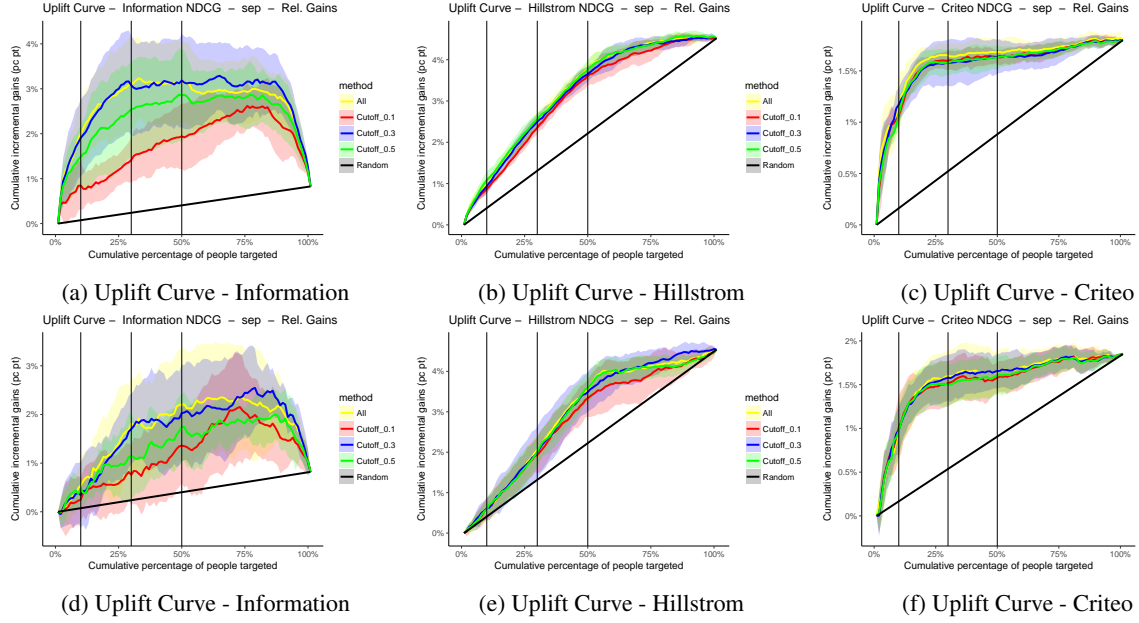 Uplift Curve – Information NDCG – sep – Rel. Gains
Cumulative incremental gains (pc pt)
4%
3%
2%
1%
0%
0%
25%
50%
75%
100%
Cumulative percentage of people targeted
method
All
Cutoff_0.1
Cutoff_0.3
Cutoff_0.5
Random
(a) Uplift Curve - Information
Uplift Curve – Hillstrom NDCG – sep – Rel. Gains
Cumulative incremental gains (pc pt)
4%
3%
2%
1%
0%
0%
25%
50%
75%
100%
Cumulative percentage of people targeted
method
All
Cutoff_0.1
Cutoff_0.3
Cutoff_0.5
Random
(b) Uplift Curve - Hillstrom
Uplift Curve – Criteo NDCG – sep – Rel. Gains
Cumulative incremental gains (pc pt)
1.5%
1%
0.5%
0%
0%
25%
50%
75%
100%
Cumulative percentage of people targeted
(c) Uplift Curve - Criteo
Uplift Curve – Information NDCG – sep – Rel. Gains
Cumulative incremental gains (pc pt)
3%
2%
1%
0%
0%
25%
50%
75%
100%
Cumulative percentage of people targeted
method
All
Cutoff_0.1
Cutoff_0.3
Cutoff_0.5
Random
(d) Uplift Curve - Information
Uplift Curve – Hillstrom NDCG – sep – Rel. Gains
Cumulative incremental gains (pc pt)
4%
3%
2%
1%
0%
0%
25%
50%
75%
100%
Cumulative percentage of people targeted
method
All
Cutoff_0.1
Cutoff_0.3
Cutoff_0.5
Random
(e) Uplift Curve - Hillstrom
Uplift Curve – Criteo NDCG – sep – Rel. Gains
Cumulative incremental gains (pc pt)
2%
1.5%
1%
0.5%
0%
0%
25%
50%
75%
100%
Cumulative percentage of people targeted
(f) Uplift Curve - Criteo